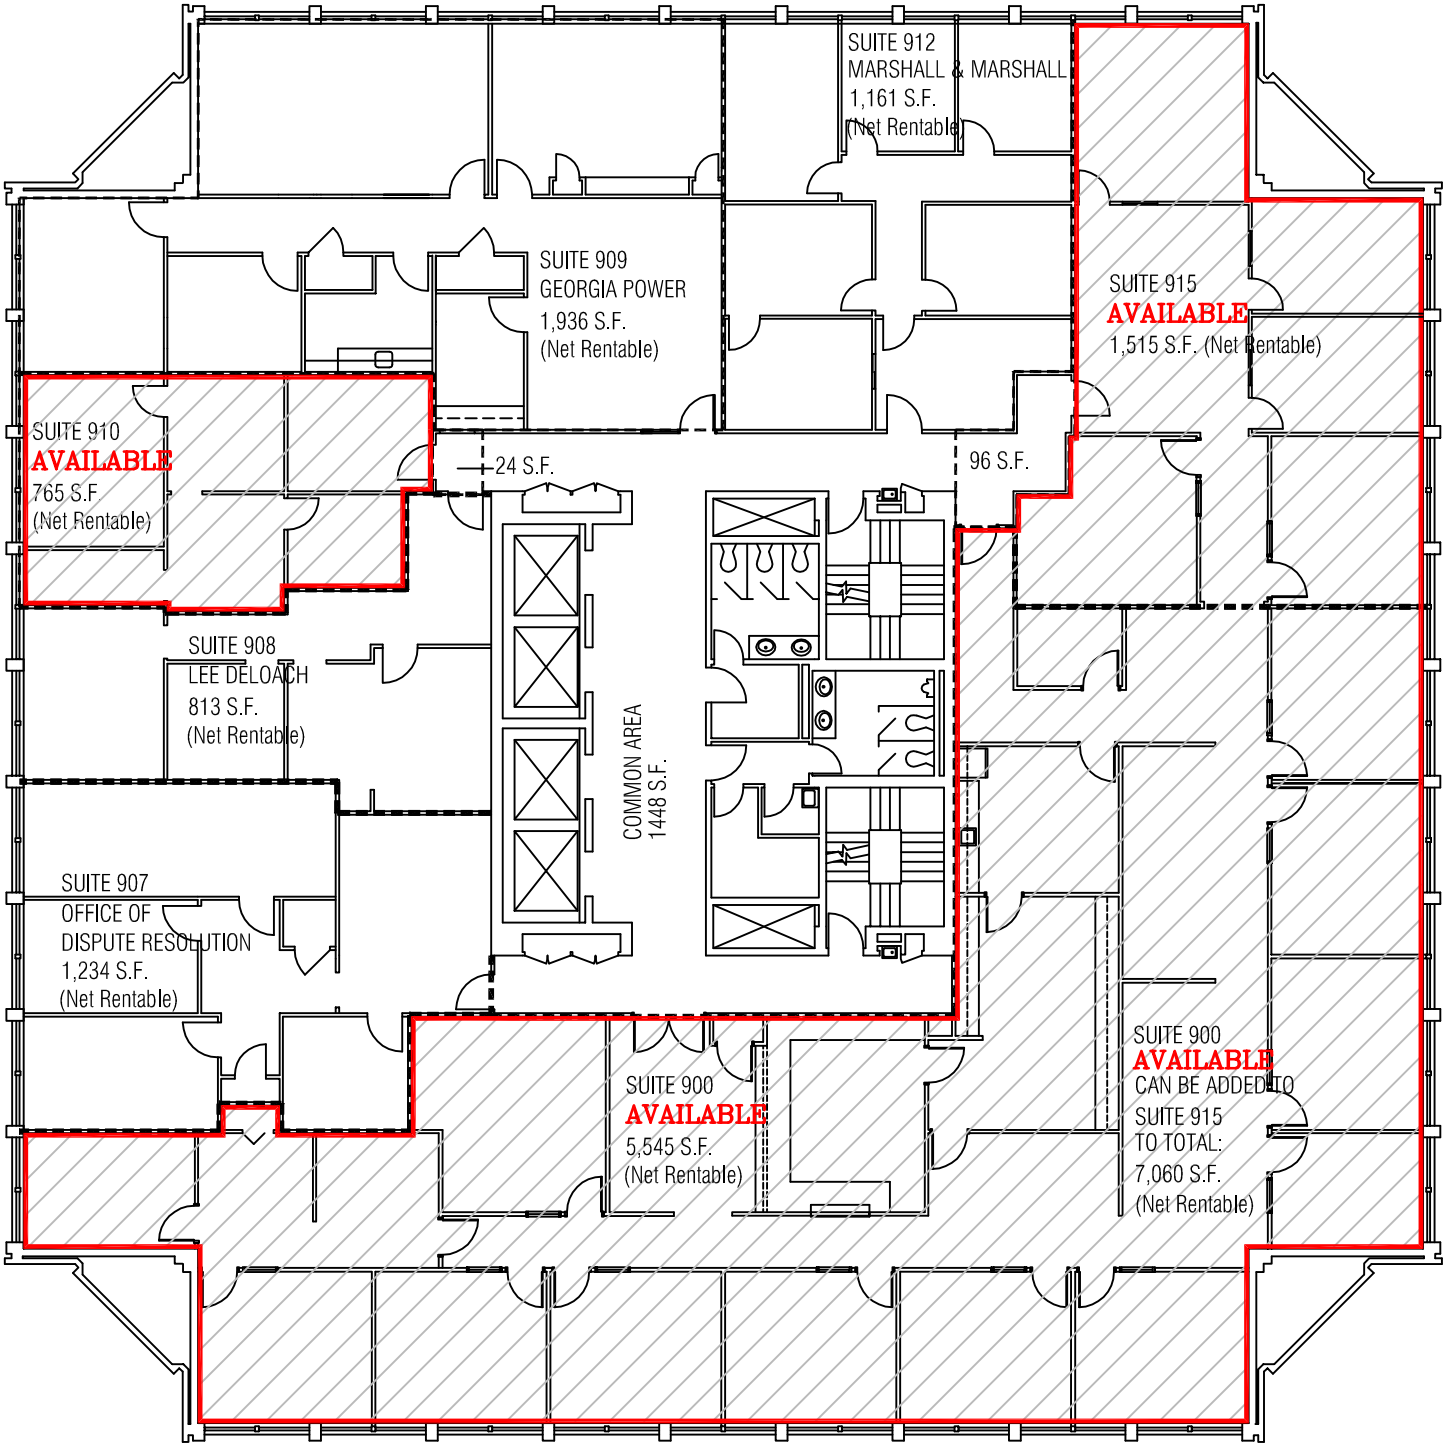 SUITE 912
MARSHALL & MARSHALL
1,161 S.F.
(Net Rentable)
SUITE 909
GEORGIA POWER
1,936 S.F.
(Net Rentable)
SUITE 915
AVAILABLE
1,515 S.F. (Net Rentable)
SUITE 910
AVAILABLE
765 S.F.
(Net Rentable)
24 S.F.
96 S.F.
SUITE 908
LEE DELOACH
813 S.F.
(Net Rentable)
COMMON AREA
1448 S.F.
SUITE 907
OFFICE OF
DISPUTE RESOLUTION
1,234 S.F.
(Net Rentable)
SUITE 900
AVAILABLE
5,545 S.F.
(Net Rentable)
SUITE 900
AVAILABLE
CAN BE ADDED TO
SUITE 915
TO TOTAL:
7,060 S.F.
(Net Rentable)